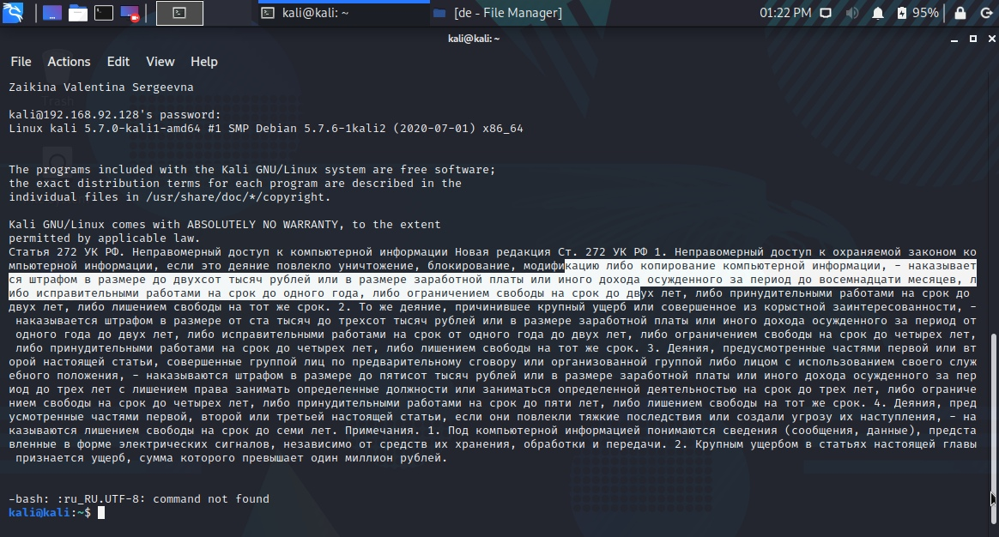 kali@kali: ~
[de - File Manager]
01:22 PM
95%
kali@kali: ~
File Actions Edit View Help
Trash
Zaikina Valentina Sergeevna
kali@192.168.92.128's password:
Linux kali 5.7.0-kali1-amd64 #1 SMP Debian 5.7.6-1kali2 (2020-07-01) x86_64
The programs included with the Kali GNU/Linux system are free software;
the exact distribution terms for each program are described in the
individual files in /usr/share/doc/*/copyright.
Kali GNU/Linux comes with ABSOLUTELY NO WARRANTY, to the extent
permitted by applicable law.
Статья 272 УК РФ. Неправомерный доступ к компьютерной информации Новая редакция Ст. 272 УК РФ 1. Неправомерный доступ к охраняемой законом ко
мпьютерной информации, если это деяние повлекло уничтожение, блокирование, модификацию либо копирование компьютерной информации, - наказывает
ся штрафом в размере до двухсот тысяч рублей или в размере заработной платы или иного дохода осужденного за период до восемнадцати месяцев, л
ибо исправительными работами на срок до одного года, либо ограничением свободы на срок до двух лет, либо принудительными работами на срок до
двух лет, либо лишением свободы на тот же срок. 2. То же деяние, причинившее крупный ущерб или совершенное из корыстной заинтересованности, -
наказывается штрафом в размере от ста тысяч до трехсот тысяч рублей или в размере заработной платы или иного дохода осужденного за период от
одного года до двух лет, либо исправительными работами на срок от одного года до двух лет, либо ограничением свободы на срок до четырех лет,
либо принудительными работами на срок до четырех лет, либо лишением свободы на тот же срок. 3. Деяния, предусмотренные частями первой или вт
орой настоящей статьи, совершенные группой лиц по предварительному сговору или организованной группой либо лицом с использованием своего служ
ебного положения, - наказываются штрафом в размере до пятисот тысяч рублей или в размере заработной платы или иного дохода осужденного за пер
иод до трех лет с лишением права занимать определенные должности или заниматься определенной деятельностью на срок до трех лет, либо ограниче
нием свободы на срок до четырех лет, либо принудительными работами на срок до пяти лет, либо лишением свободы на тот же срок. 4. Деяния, пред
усмотренные частями первой, второй или третьей настоящей статьи, если они повлекли тяжкие последствия или создали угрозу их наступления, - на
казываются лишением свободы на срок до семи лет. Примечания. 1. Под компьютерной информацией понимаются сведения (сообщения, данные), предста
вленные в форме электрических сигналов, независимо от средств их хранения, обработки и передачи. 2. Крупным ущербом в статьях настоящей главы
признается ущерб, сумма которого превышает один миллион рублей.
-bash: :ru_RU.UTF-8: command not found
kali@kali:~$